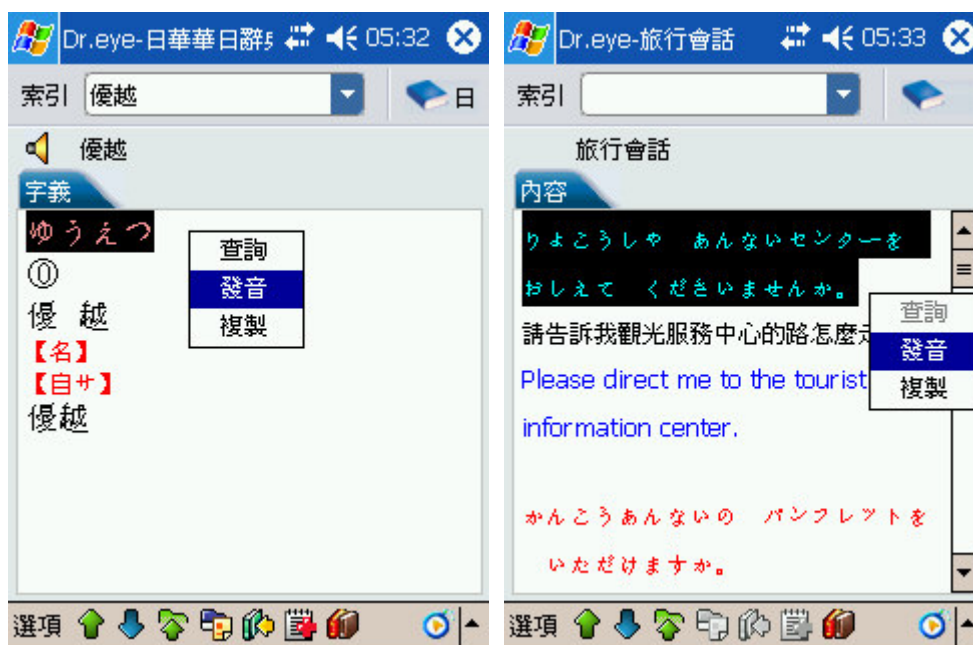 Dr.eye-日華華日辭
05:32
索引
優越
日
優越
字義
ゆうえつ
⓪
優 越
【名】
【自サ】
優越
查詢
發音
複製
選項
Dr.eye-旅行會話
05:33
索引
旅行會話
內容
りよこうしや あんないセンターを
おしえて くださいませんか。
請告訴我觀光服務中心的路怎麼
Please direct me to the tourist
information center.
かんこうあんないの パンフレットを
いただけますか。
查詢
發音
複製
選項